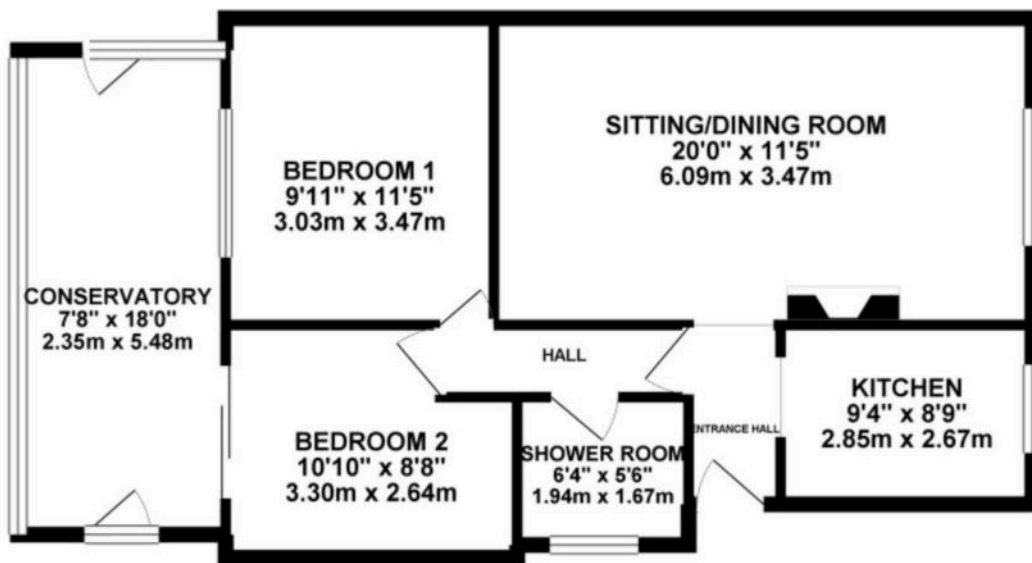 SITTING/DINING ROOM
20'0" x 11'5"
6.09m x 3.47m
BEDROOM 1
9'11" x 11'5"
3.03m x 3.47m
CONSERVATORY
7'8" x 18'0"
2.35m x 5.48m
HALL
KITCHEN
9'4" x 8'9"
2.85m x 2.67m
ENTRANCE HALL
BEDROOM 2
10'10" x 8'8"
3.30m x 2.64m
SHOWER ROOM
6'4" x 5'6"
1.94m x 1.67m